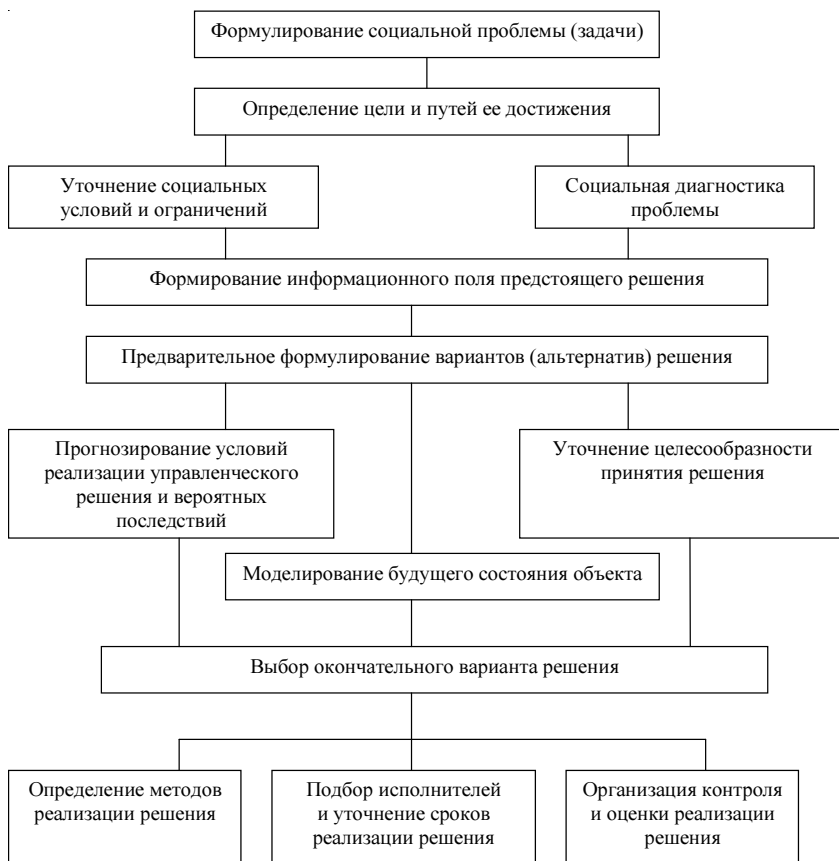 Формулирование социальной проблемы (задачи)
Определение цели и путей ее достижения
Уточнение социальных
условий и ограничений
Социальная диагностика
проблемы
Формирование информационного поля предстоящего решения
Предварительное формулирование вариантов (альтернатив) решения
Прогнозирование условий
реализации управленческого
решения и вероятных
последствий
Уточнение целесообразности
принятия решения
Моделирование будущего состояния объекта
Выбор окончательного варианта решения
Определение методов
реализации решения
Подбор исполнителей
и уточнение сроков
реализации решения
Организация контроля
и оценки реализации
решения